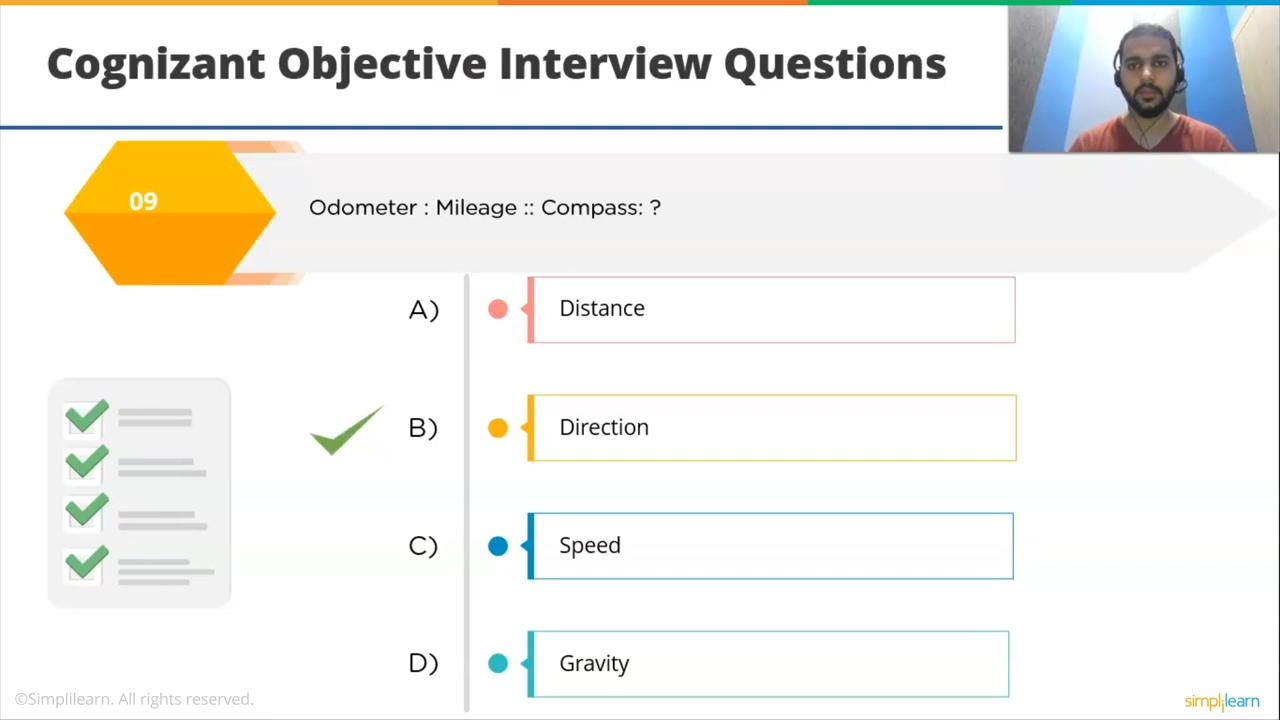 Cognizant Objective Interview Questions
09
Odometer : Mileage :: Compass: ?
A)
Distance
B)
Direction
C)
Speed
D)
Gravity
©Simplilearn. All rights reserved.
simplilearn